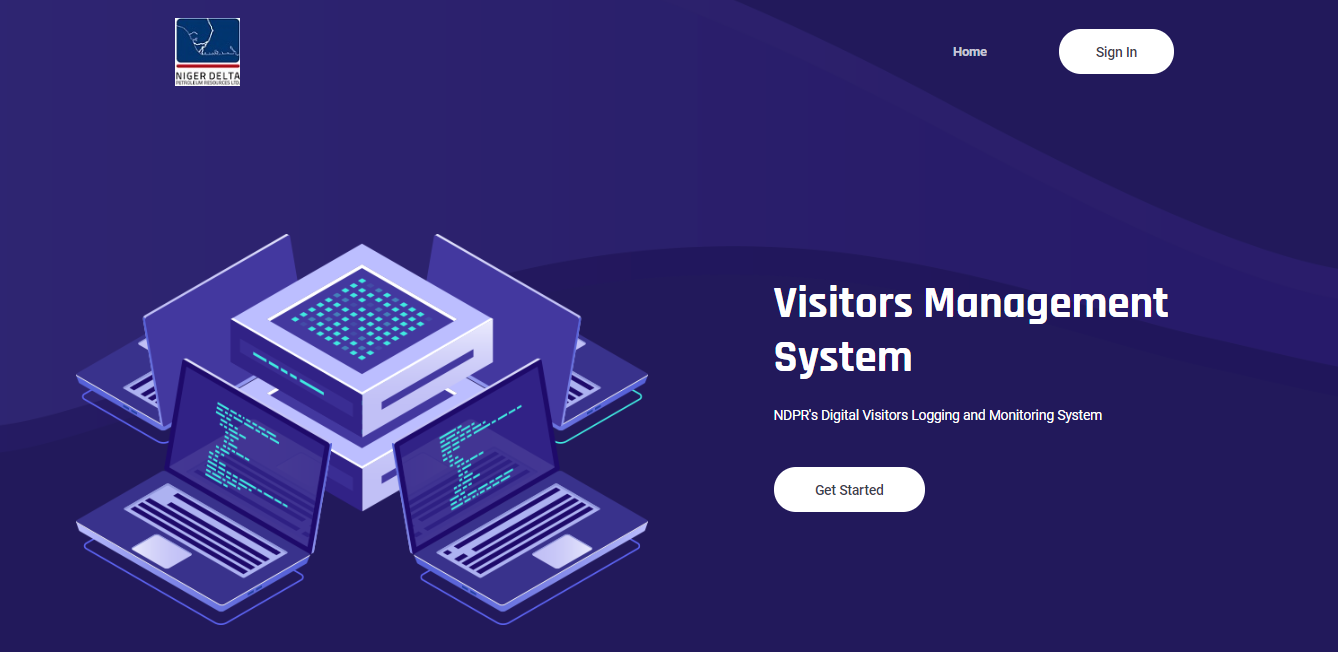 NIGER DELTA
PETROLEUM RESOURCES LTD.
Home
Sign In
Visitors Management
System
NDPR's Digital Visitors Logging and Monitoring System
Get Started